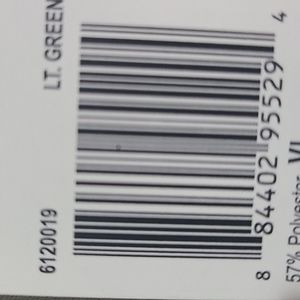 6120019 LT. GREEN
8 84402 95529 4
57% Polyester